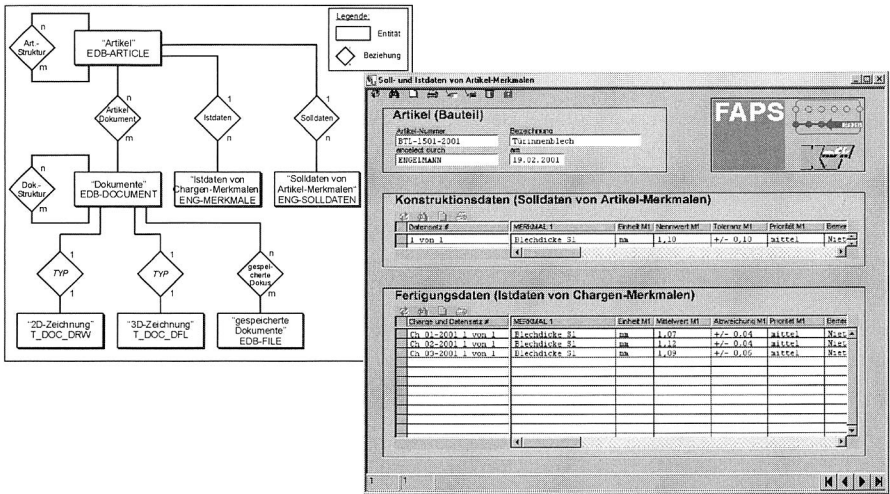 Legende:
Entität
Beziehung
n
Art.-
Struktur
m
"Artikel"
EDB-ARTICLE
n
Artikel
Dokument
m
1
Istdaten
n
1
Solldaten
1
n
Dok.-
Struktur
m
"Dokumente"
EDB-DOCUMENT
"Istdaten von
Chargen-Merkmalen
ENG-MERKMALE
"Solldaten von
Artikel-Merkmalen"
ENG-SOLLDATEN
1
TYP
1
1
TYP
1
n
gespei-
cherte
Dokus.
m
"2D-Zeichnung"
T_DOC_DRW
"3D-Zeichnung"
T_DOC_DFL
"gespeicherte
Dokumente"
EDB-FILE
Soll- und Istdaten von Artikel-Merkmalen
Artikel (Bauteil)
Artikel-Nummer Bezeichnung
BTL-1501-2001 Türinnenblech
angelegt durch am
ENGELMANN 19.02.2001
FAPS
Konstruktionsdaten (Solldaten von Artikel-Merkmalen)
Datensatz # MERKMAL 1 Einheit M1 Nennwert M1 Toleranz M1 Priorität M1 Bemer
1 von 1 Blechdicke S1 mm 1,10 +/- 0,10 mittel Niet
Fertigungsdaten (Istdaten von Chargen-Merkmalen)
Charge und Datensatz # MERKMAL 1 Einheit M1 Mittelwert M1 Abweichung M1 Priorität M1 Bemer
Ch 01-2001 1 von 1 Blechdicke S1 mm 1,07 +/- 0,04 mittel Niet
Ch 02-2001 1 von 1 Blechdicke S1 mm 1,12 +/- 0,04 mittel Niet
Ch 03-2001 1 von 1 Blechdicke S1 mm 1,09 +/- 0,06 mittel Niet
1 1